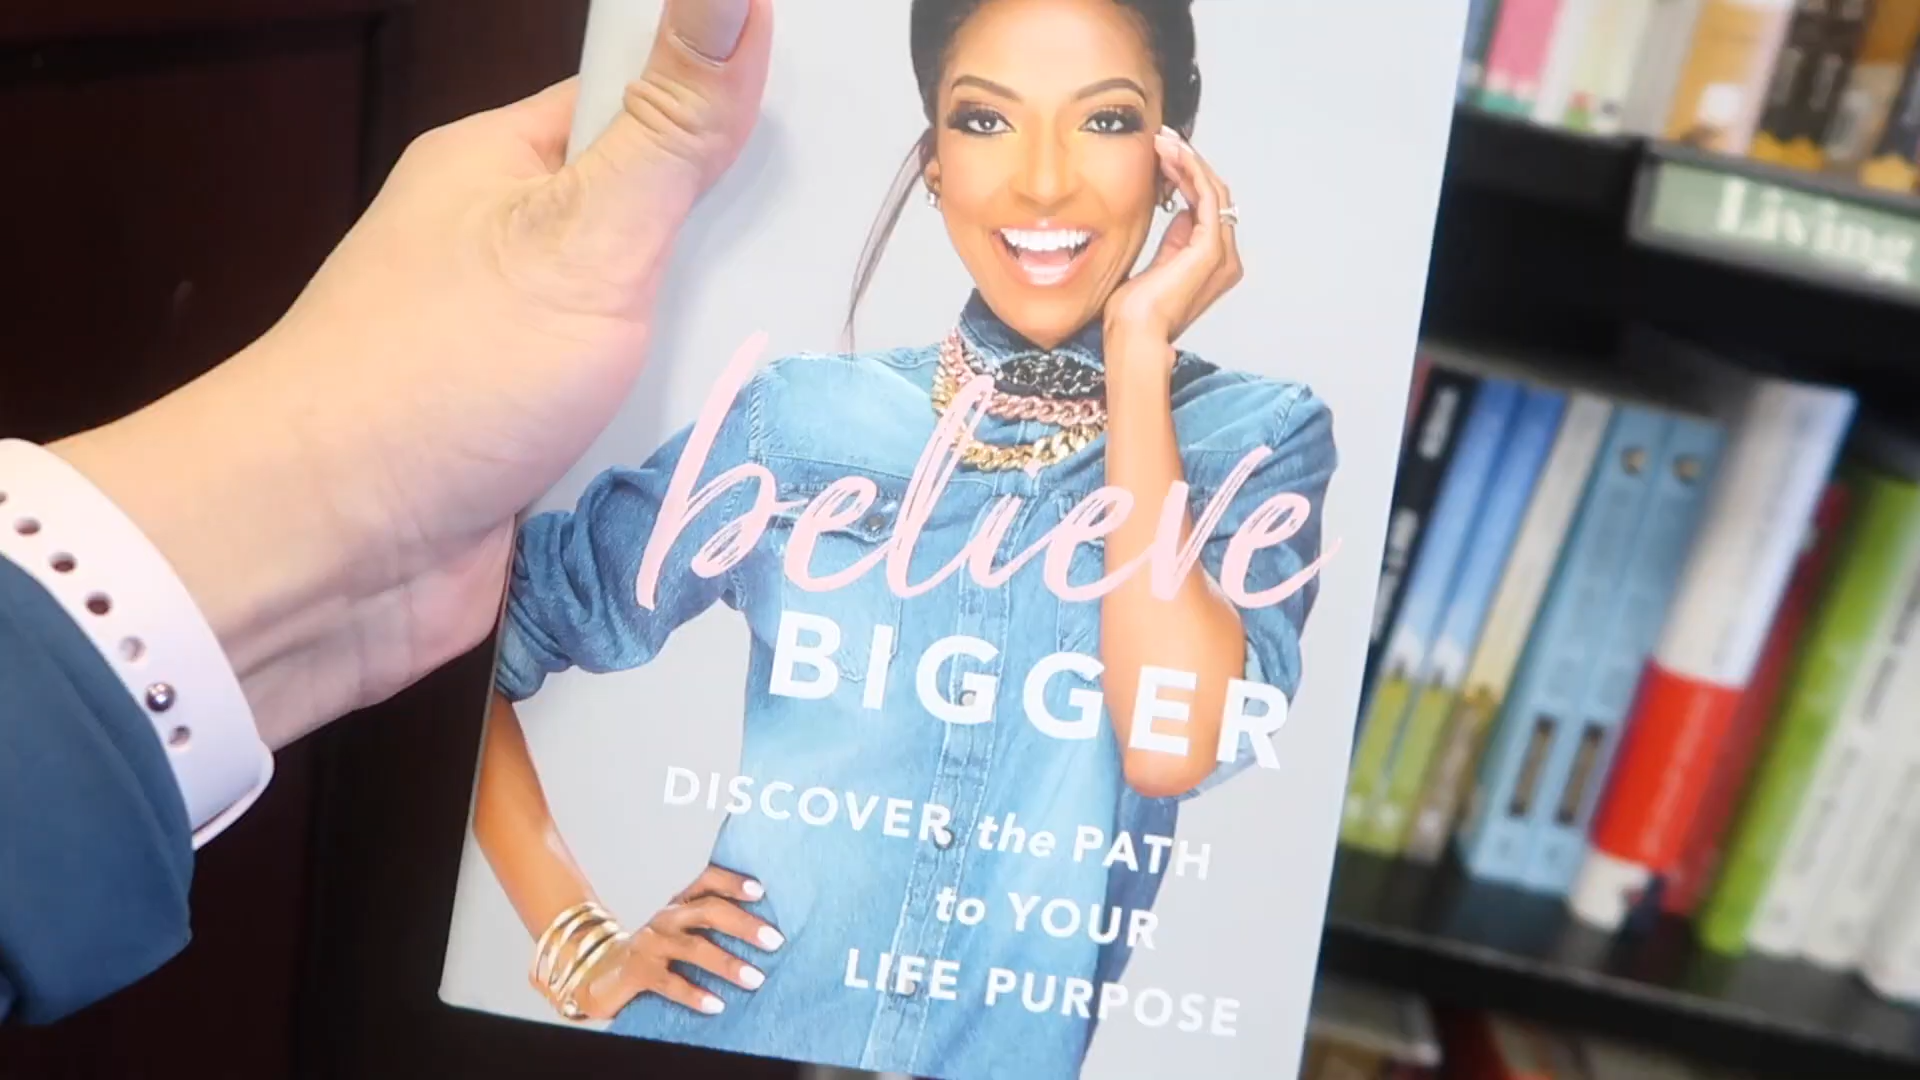 believe
BIGGER
DISCOVER the PATH
to YOUR
LIFE PURPOSE
Living